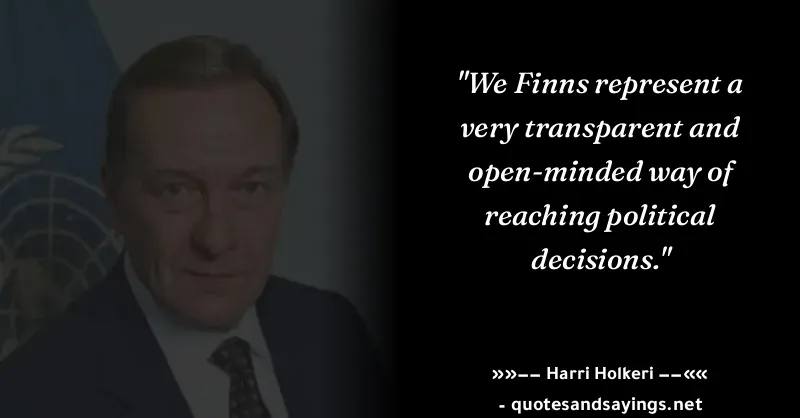 "We Finns represent a
very transparent and
open-minded way of
reaching political
decisions."
»»–– Harri Holkeri ––««
- quotesandsayings.net